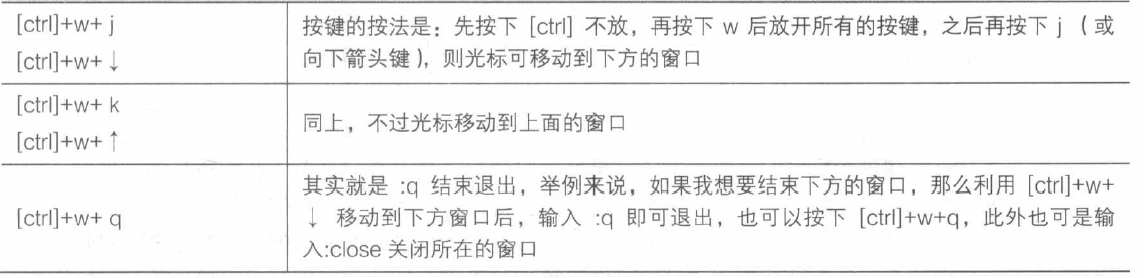 [ctrl]+w+ j
[ctrl]+w+ ↓
按键的按法是：先按下 [ctrl] 不放，再按下 w 后放开所有的按键，之后再按下 j （或
向下箭头键），则光标可移动到下方的窗口
[ctrl]+w+ k
[ctrl]+w+ ↑
同上，不过光标移动到上面的窗口
[ctrl]+w+ q
其实就是 :q 结束退出，举例来说，如果我想要结束下方的窗口，那么利用 [ctrl]+w+
↓ 移动到下方窗口后，输入 :q 即可退出，也可以按下 [ctrl]+w+q，此外也可是输
入:close 关闭所在的窗口